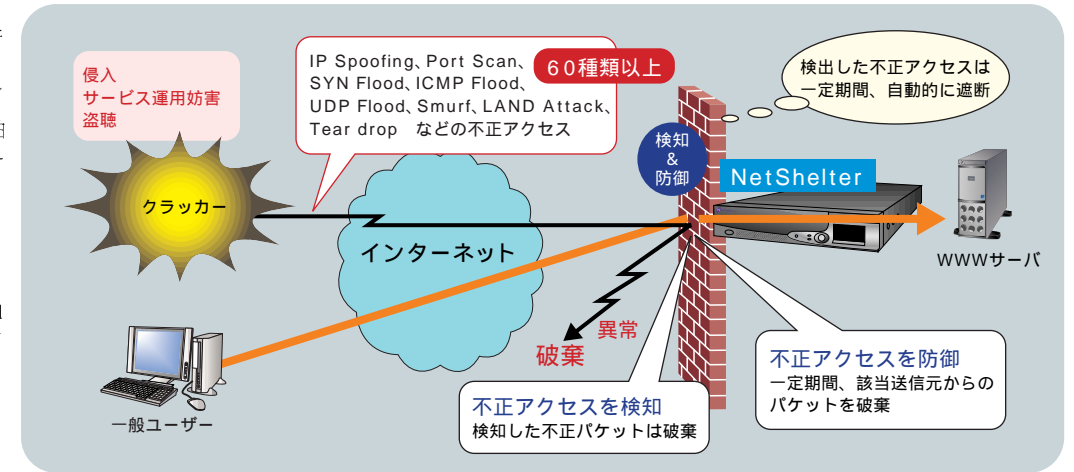 侵入
サービス運用妨害
盗聴
IP Spoofing、Port Scan、
SYN Flood、ICMP Flood、
UDP Flood、Smurf、LAND Attack、
Tear drop などの不正アクセス
60種類以上
検出した不正アクセスは
一定期間、自動的に遮断
検知
&
防御
NetShelter
クラッカー
インターネット
WWWサーバ
異常
破棄
一般ユーザー
不正アクセスを検知
検知した不正パケットは破棄
不正アクセスを防御
一定期間、該当送信元からの
パケットを破棄